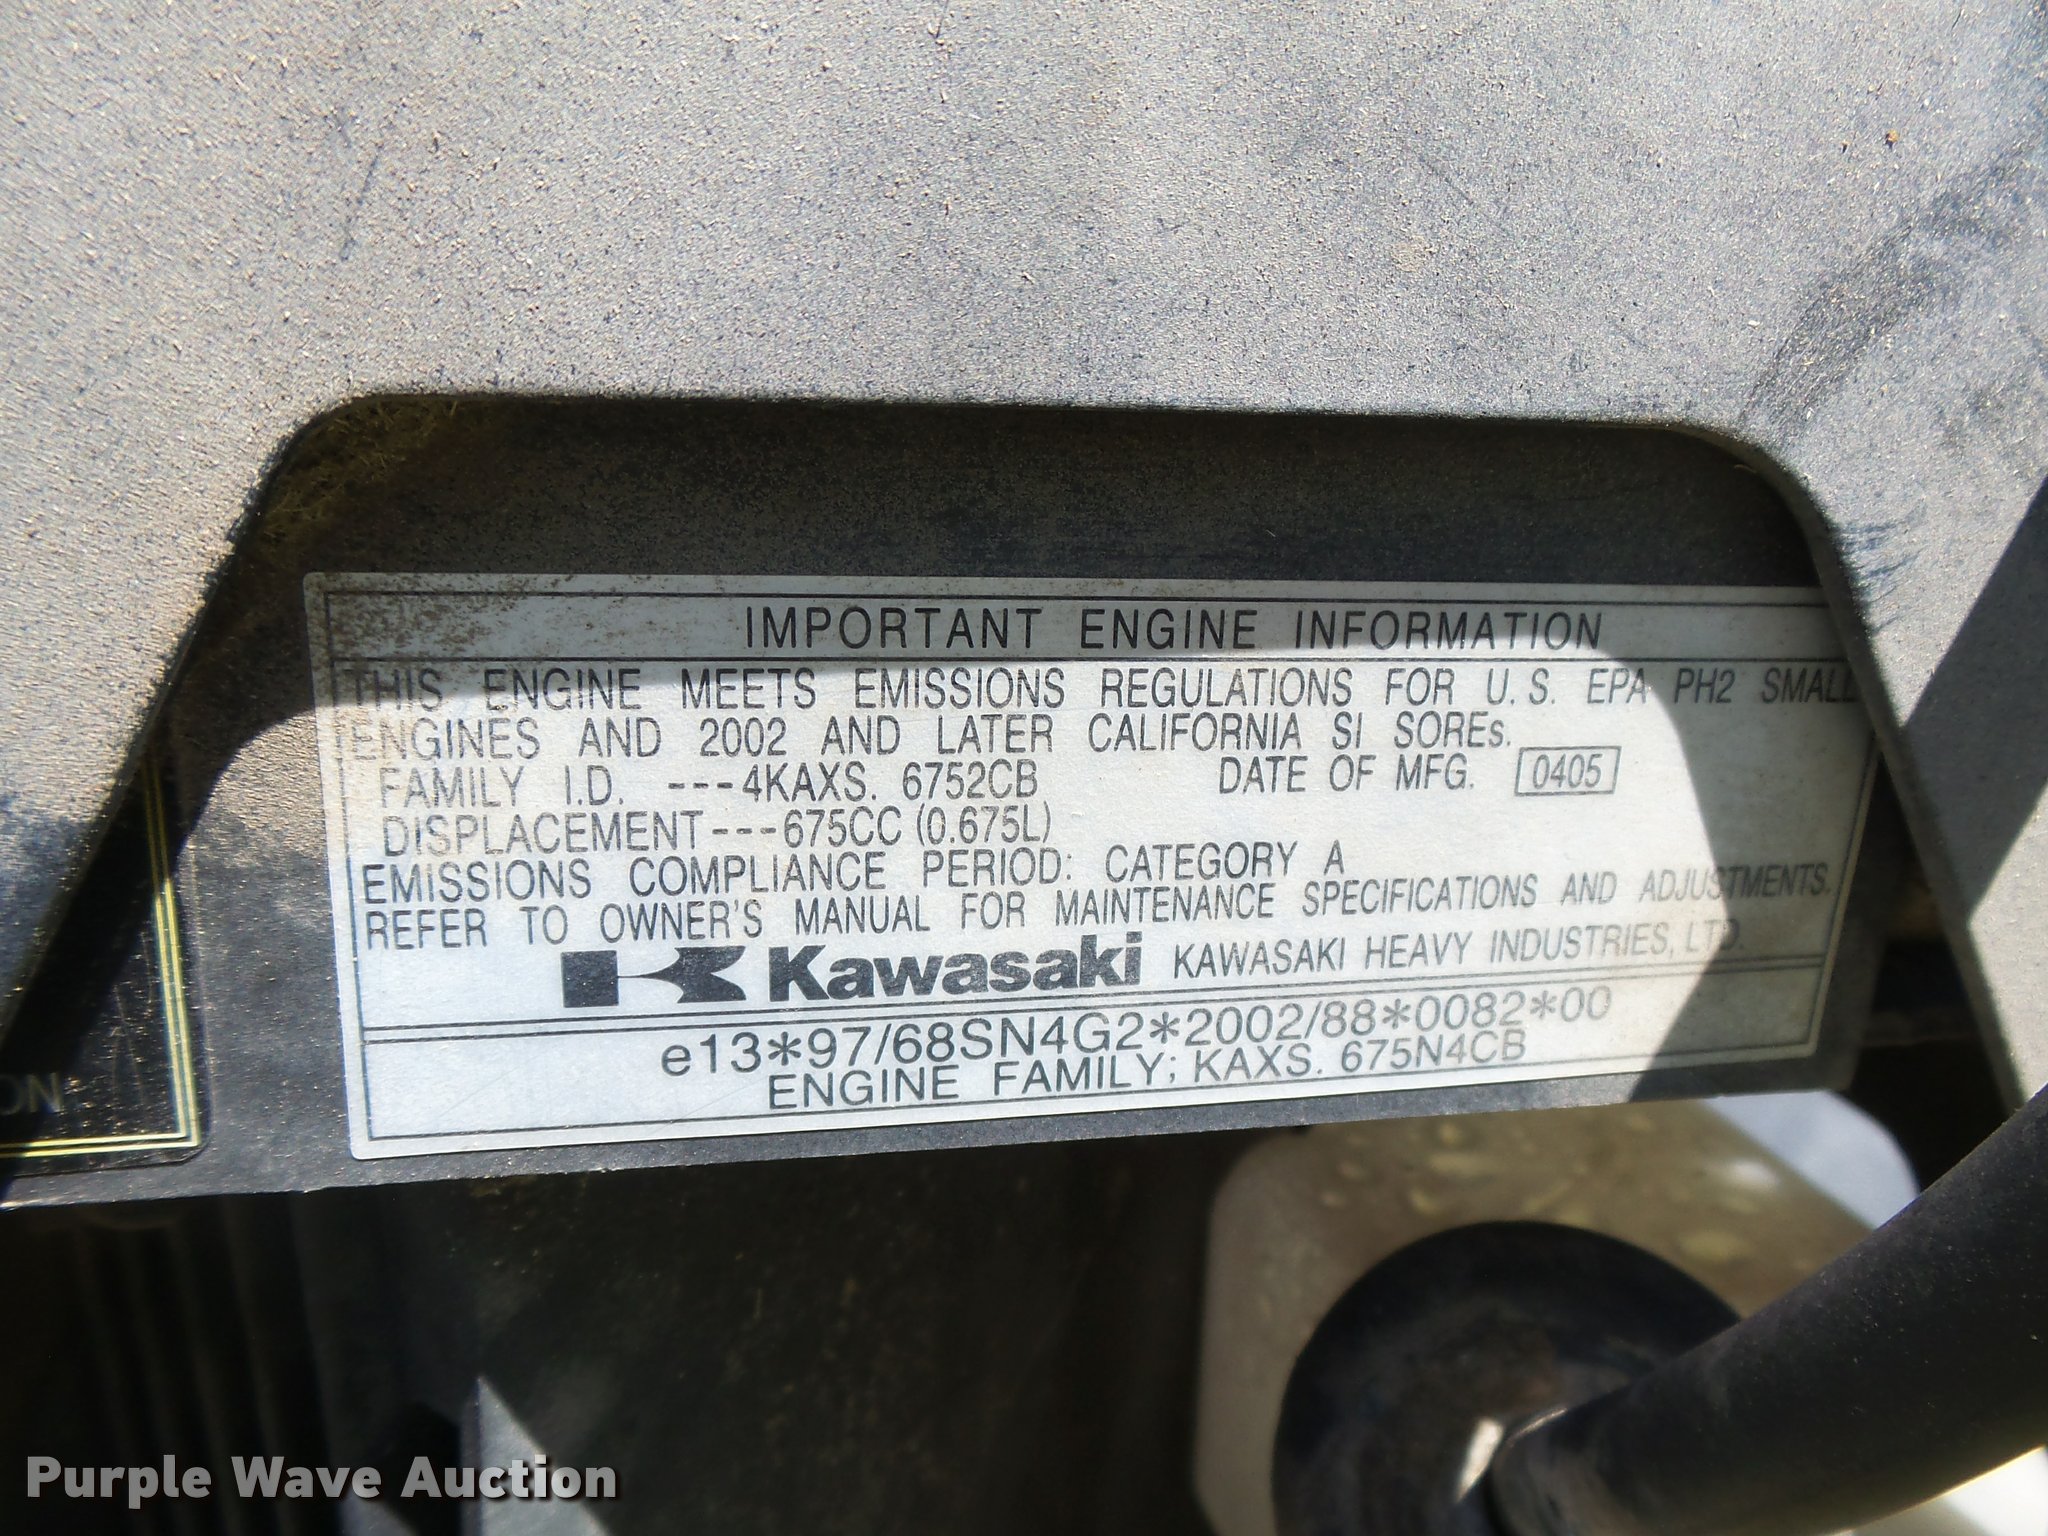 IMPORTANT ENGINE INFORMATION
THIS ENGINE MEETS EMISSIONS REGULATIONS FOR U.S. EPA PH2 SMALL
ENGINES AND 2002 AND LATER CALIFORNIA SI SOREs.
FAMILY I.D. ---4KAXS. 6752CB DATE OF MFG. 0405
DISPLACEMENT---675CC (0.675L)
EMISSIONS COMPLIANCE PERIOD: CATEGORY A
REFER TO OWNER'S MANUAL FOR MAINTENANCE SPECIFICATIONS AND ADJUSTMENTS.
Kawasaki KAWASAKI HEAVY INDUSTRIES, LTD.
e13*97/68SN4G2*2002/88*0082*00
ENGINE FAMILY; KAXS. 675N4CB
ON
Purple Wave Auction